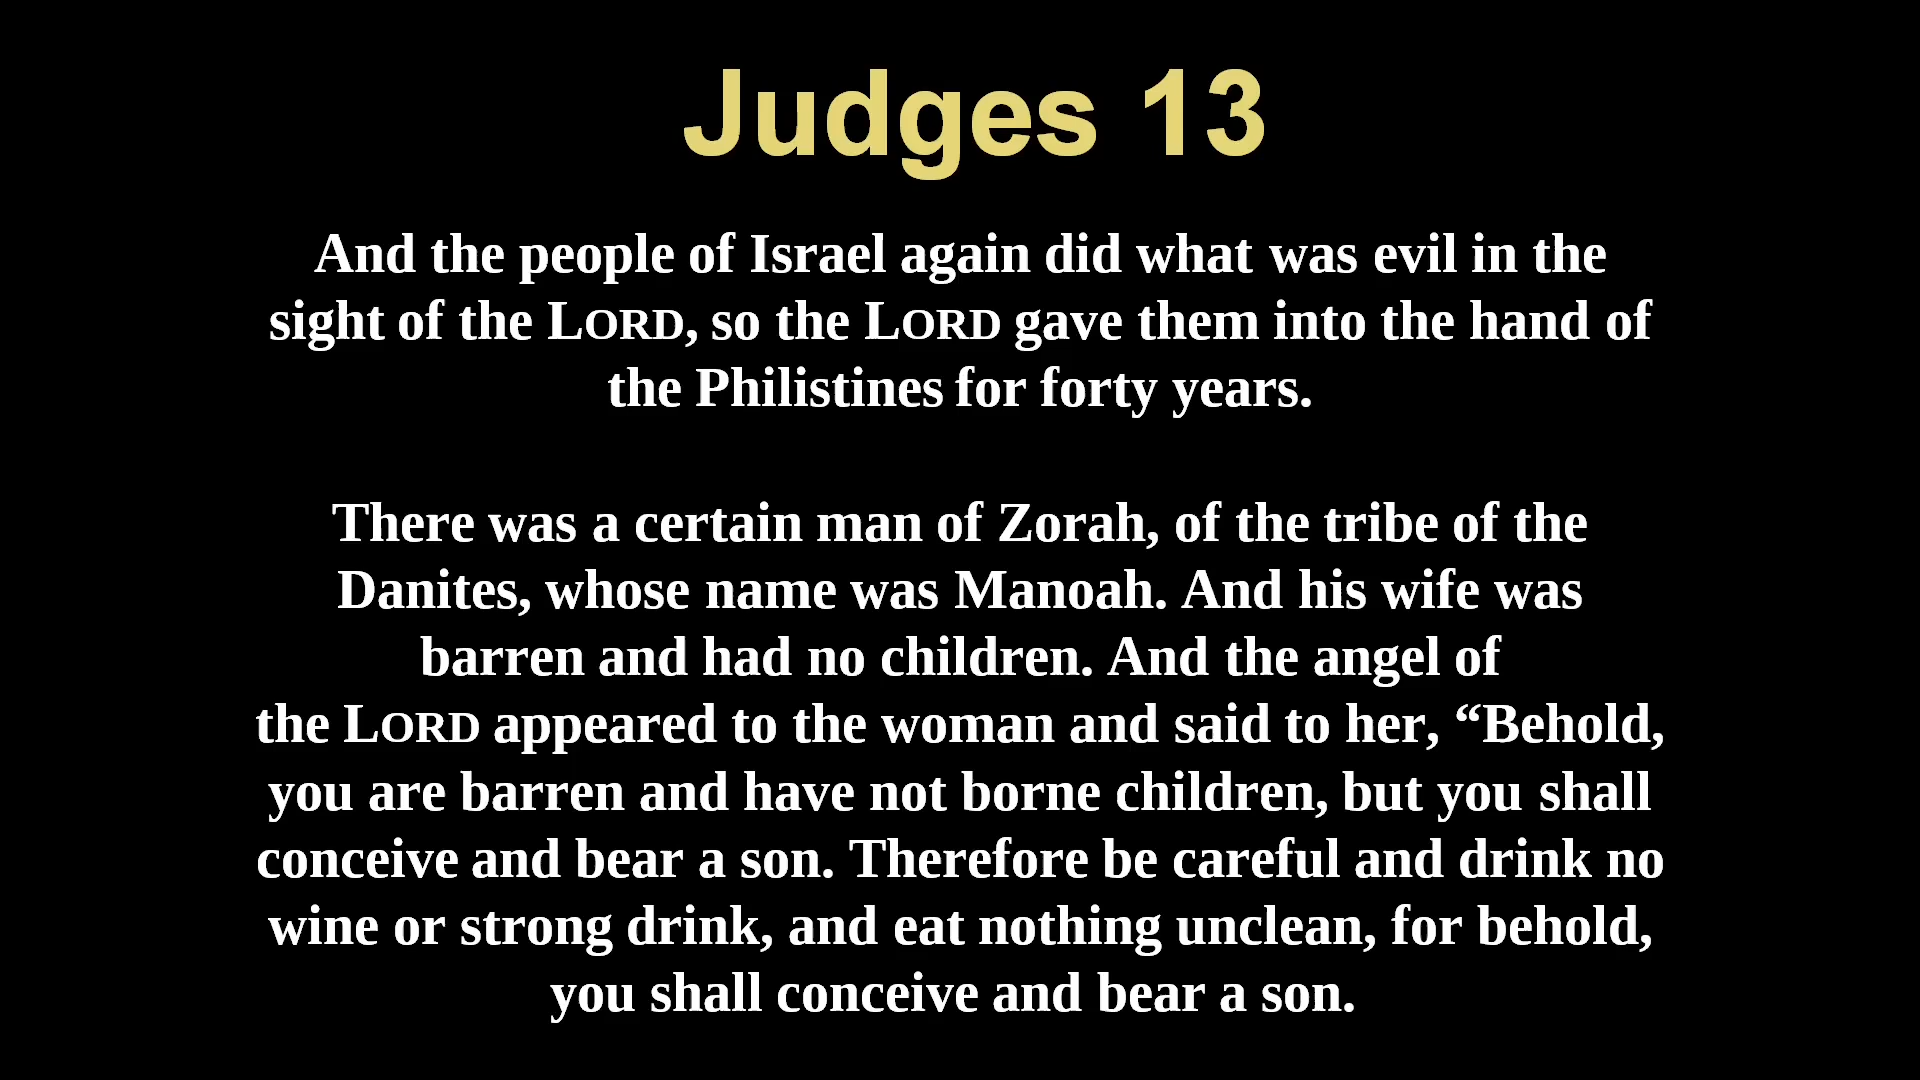 Judges 13
And the people of Israel again did what was evil in the
sight of the LORD, so the LORD gave them into the hand of
the Philistines for forty years.
There was a certain man of Zorah, of the tribe of the
Danites, whose name was Manoah. And his wife was
barren and had no children. And the angel of
the LORD appeared to the woman and said to her, “Behold,
you are barren and have not borne children, but you shall
conceive and bear a son. Therefore be careful and drink no
wine or strong drink, and eat nothing unclean, for behold,
you shall conceive and bear a son.